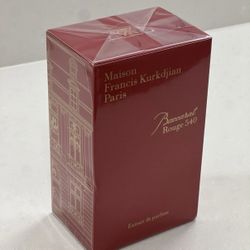 Maison
Francis Kurkdjian
Paris
Baccarat
Rouge 540
Extrait de parfum